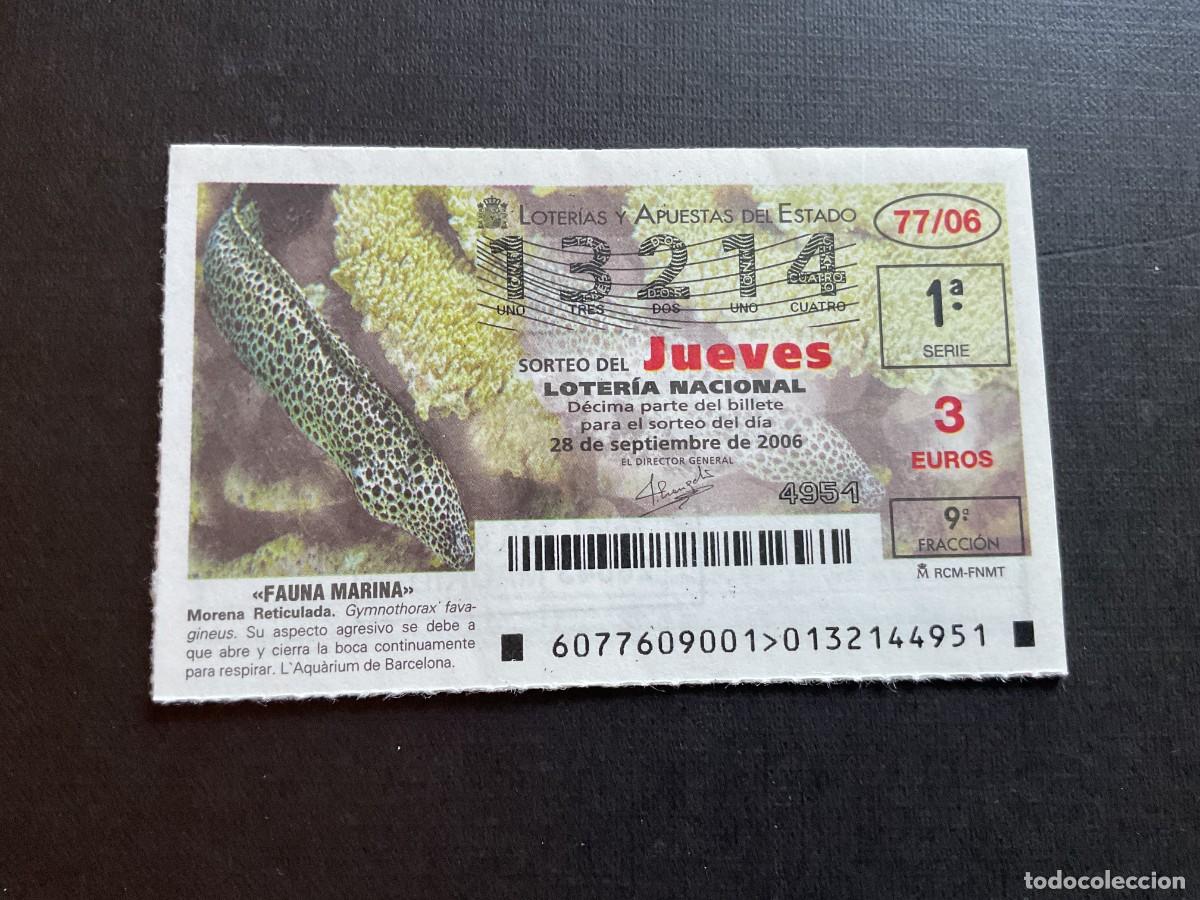 LOTERÍAS Y APUESTAS DEL ESTADO
77/06
13214
UNO TRES DOS UNO CUATRO
1ª
SERIE
SORTEO DEL Jueves
LOTERÍA NACIONAL
Décima parte del billete
para el sorteo del día
28 de septiembre de 2006
EL DIRECTOR GENERAL
4951
3
EUROS
9ª
FRACCIÓN
RCM-FNMT
«FAUNA MARINA»
Morena Reticulada. Gymnothorax fava-
gineus. Su aspecto agresivo se debe a
que abre y cierra la boca continuamente
para respirar. L`Aquàrium de Barcelona.
6077609001>0132144951
todocoleccion